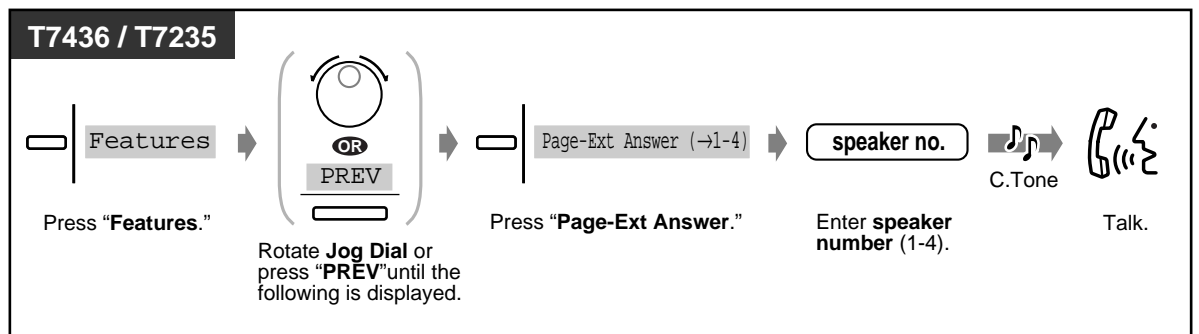 T7436 / T7235
Features
OR
PREV
Page-Ext Answer (→1-4)
speaker no.
C.Tone
Press “Features.”
Rotate Jog Dial or
press “PREV”until the
following is displayed.
Press “Page-Ext Answer.”
Enter speaker
number (1-4).
Talk.